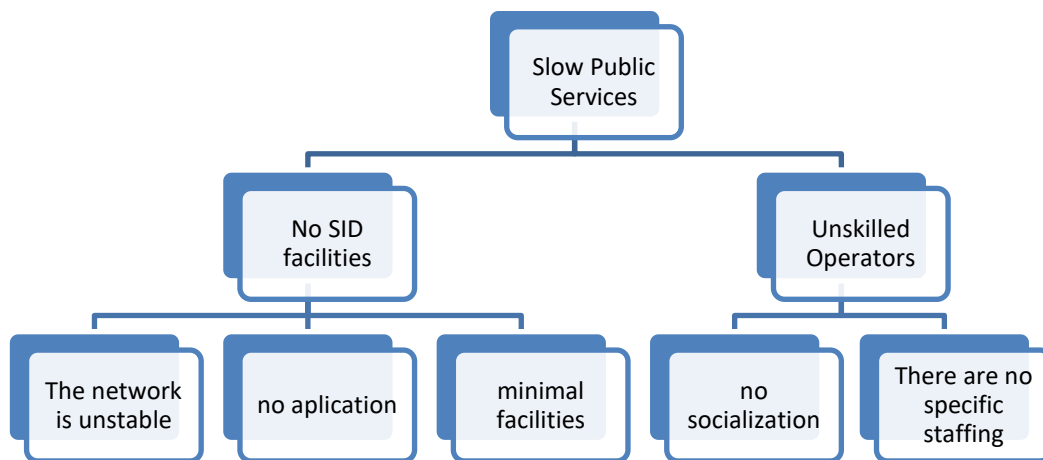 Slow Public
Services
No SID
facilities
Unskilled
Operators
The network
is unstable
no aplication
minimal
facilities
no
socialization
There are no
specific
staffing